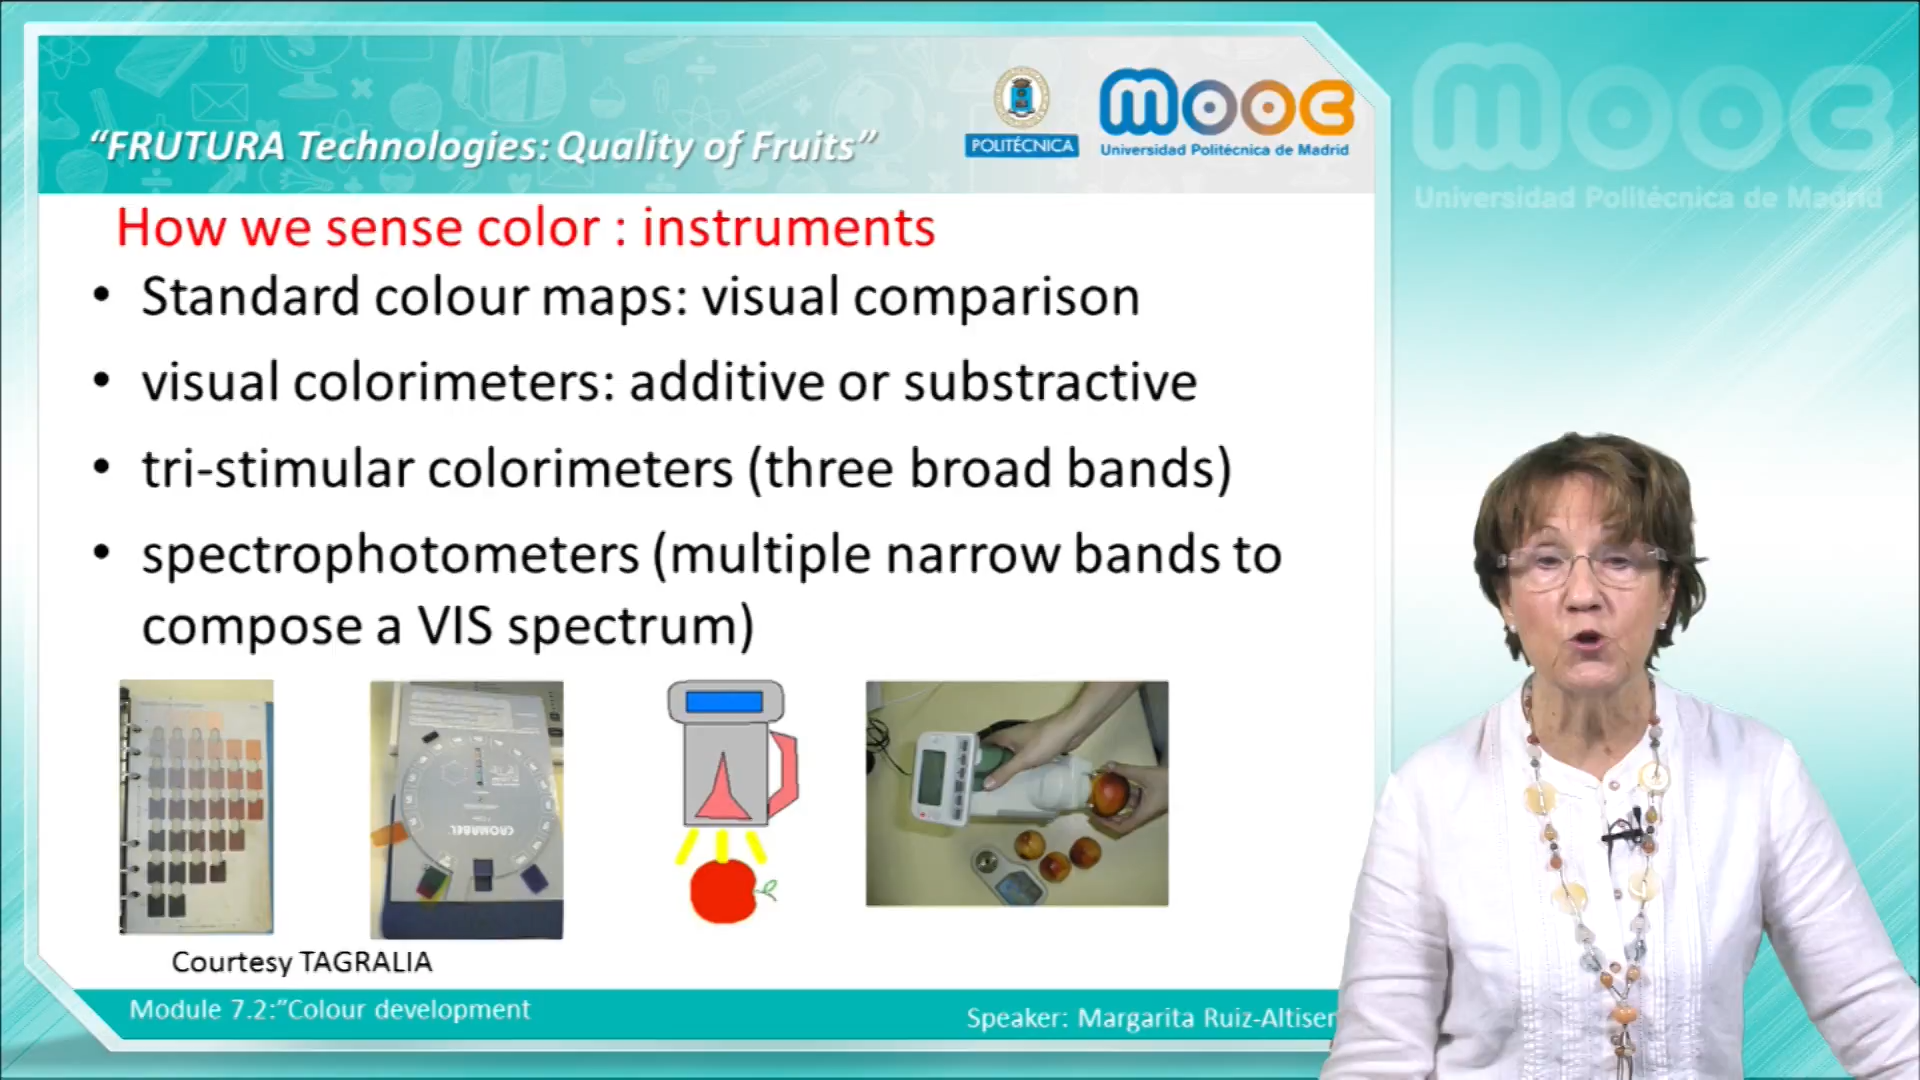 “FRUTURA Technologies: Quality of Fruits”
POLITÉCNICA
mooc
Universidad Politécnica de Madrid
mooc
Universidad Politécnica de Madrid
How we sense color : instruments
• Standard colour maps: visual comparison
• visual colorimeters: additive or substractive
• tri-stimular colorimeters (three broad bands)
• spectrophotometers (multiple narrow bands to
compose a VIS spectrum)
CROMABEL
Courtesy TAGRALIA
Module 7.2:”Colour development
Speaker: Margarita Ruiz-Altiser